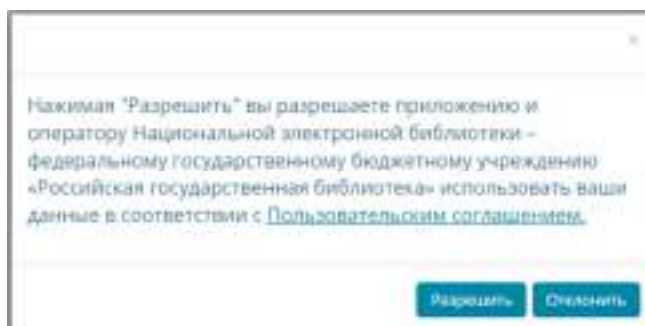 Нажимая "Разрешить" вы разрешаете приложению и
оператору Национальной электронной библиотеки –
федеральному государственному бюджетному учреждению
«Российская государственная библиотека» использовать ваши
данные в соответствии с Пользовательским соглашением.
Разрешить Отклонить